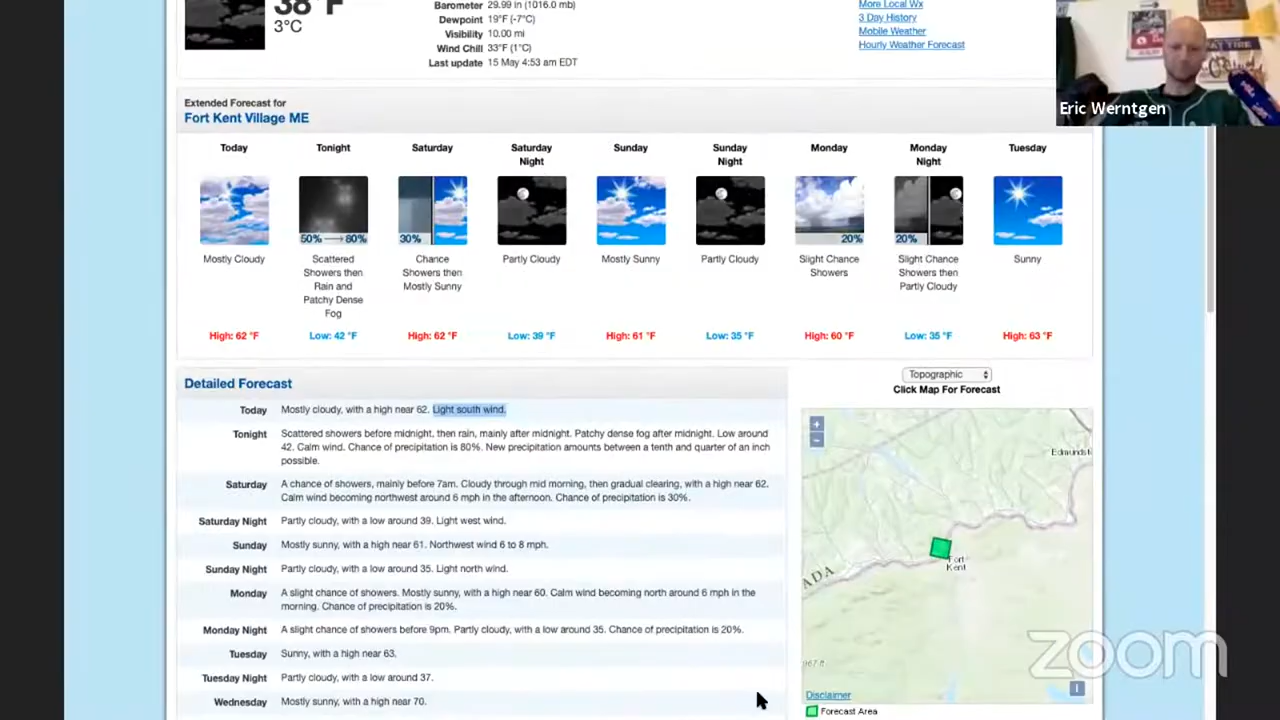 38°F
3°C
Barometer 29.99 in (1016.0 mb)
Dewpoint 19°F (-7°C)
Visibility 10.00 mi
Wind Chill 33°F (1°C)
Last update 15 May 4:53 am EDT
More Local Wx
3 Day History
Mobile Weather
Hourly Weather Forecast
Eric Werntgen
Extended Forecast for
Fort Kent Village ME
Today
Tonight
Saturday
Saturday Night
Sunday
Sunday Night
Monday
Monday Night
Tuesday
50% 80%
30%
20%
20%
Mostly Cloudy
Scattered Showers then Rain and Patchy Dense Fog
Chance Showers then Mostly Sunny
Partly Cloudy
Mostly Sunny
Partly Cloudy
Slight Chance Showers
Slight Chance Showers then Partly Cloudy
Sunny
High: 62 °F
Low: 42 °F
High: 62 °F
Low: 39 °F
High: 61 °F
Low: 35 °F
High: 60 °F
Low: 35 °F
High: 63 °F
Detailed Forecast
Today Mostly cloudy, with a high near 62. Light south wind.
Tonight Scattered showers before midnight, then rain, mainly after midnight. Patchy dense fog after midnight. Low around
42. Calm wind. Chance of precipitation is 80%. New precipitation amounts between a tenth and quarter of an inch
possible.
Saturday A chance of showers, mainly before 7am. Cloudy through mid morning, then gradual clearing, with a high near 62.
Calm wind becoming northwest around 6 mph in the afternoon. Chance of precipitation is 30%.
Saturday Night Partly cloudy, with a low around 39. Light west wind.
Sunday Mostly sunny, with a high near 61. Northwest wind 6 to 8 mph.
Sunday Night Partly cloudy, with a low around 35. Light north wind.
Monday A slight chance of showers. Mostly sunny, with a high near 60. Calm wind becoming north around 6 mph in the
morning. Chance of precipitation is 20%.
Monday Night A slight chance of showers before 9pm. Partly cloudy, with a low around 35. Chance of precipitation is 20%.
Tuesday Sunny, with a high near 63.
Tuesday Night Partly cloudy, with a low around 37.
Wednesday Mostly sunny, with a high near 70.
Topographic
Click Map For Forecast
+
−
Fort
Kent
ADA
967 ft
zoom
Disclaimer
i
Forecast Area